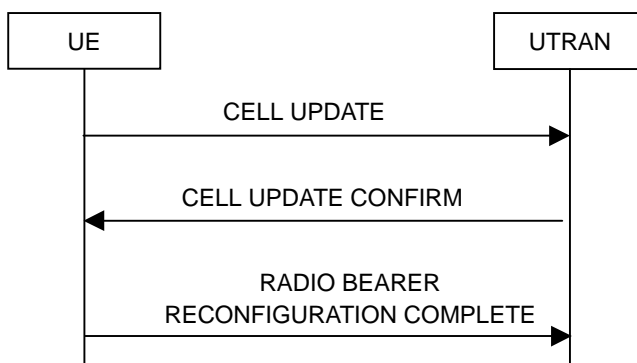 UE
UTRAN
CELL UPDATE
CELL UPDATE CONFIRM
RADIO BEARER
RECONFIGURATION COMPLETE